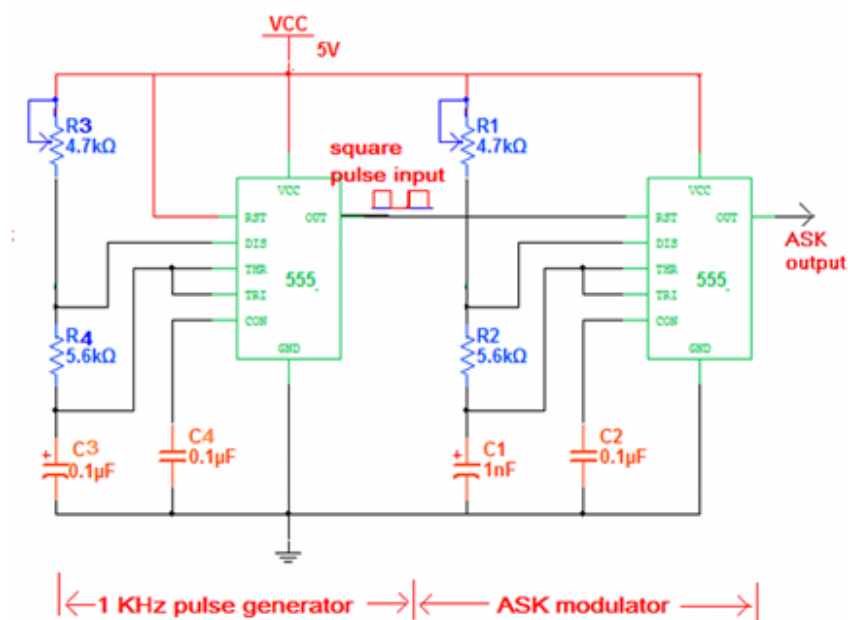 VCC
5V
R3
4.7kΩ
square
pulse input
R1
4.7kΩ
VCC
RST
OUT
DIS
THR
TRI
CON
555
GND
VCC
RST
OUT
DIS
THR
TRI
CON
555
GND
ASK
output
R4
5.6kΩ
R2
5.6kΩ
C3
0.1µF
C4
0.1µF
C1
1nF
C2
0.1µF
1 KHz pulse generator
ASK modulator